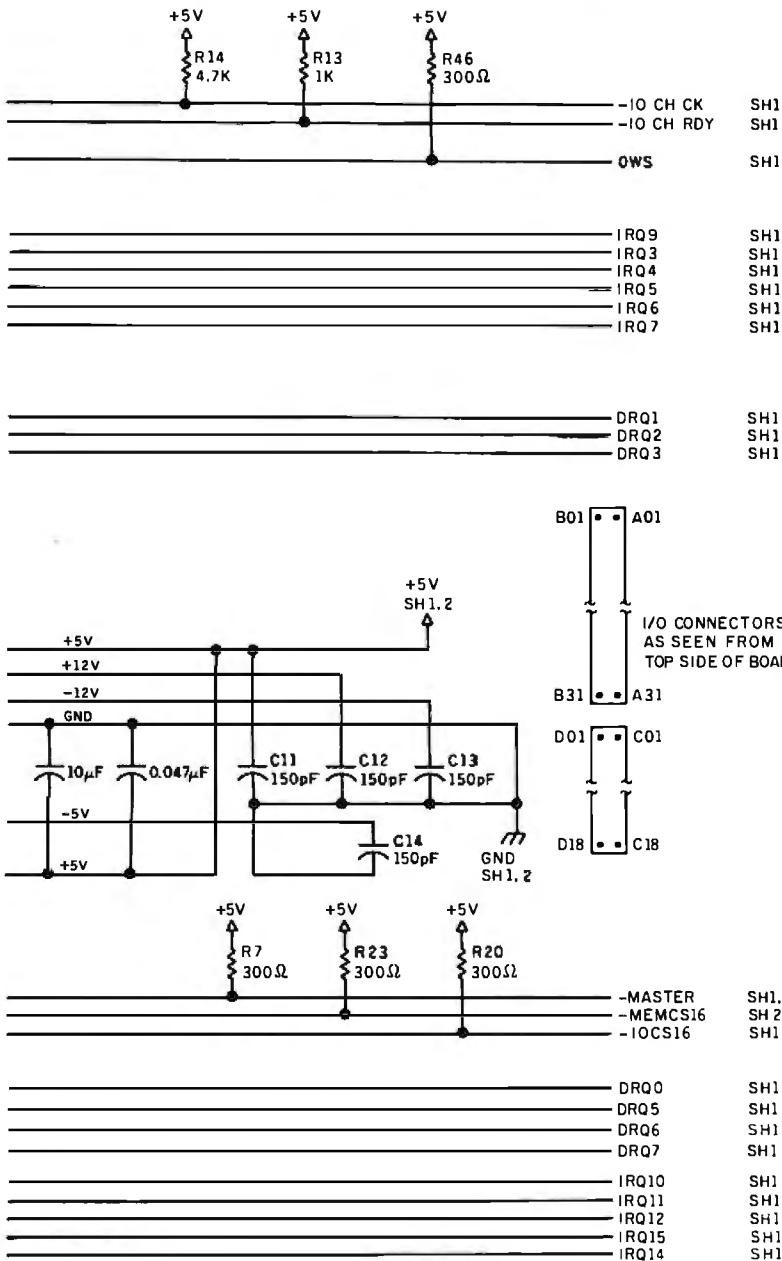 +5V +5V +5V
R14 R13 R46
4.7K 1K 300Ω
-IO CH CK SH1
-IO CH RDY SH1
OWS SH1
IRQ9 SH1
IRQ3 SH1
IRQ4 SH1
IRQ5 SH1
IRQ6 SH1
IRQ7 SH1
DRQ1 SH1
DRQ2 SH1
DRQ3 SH1
B01 A01
+5V
SH1,2
I/O CONNECTORS
AS SEEN FROM
TOP SIDE OF BOA
+5V
+12V
-12V
B31 A31
GND
D01 C01
C11 C12 C13
10µF 0.047µF 150pF 150pF 150pF
-5V
C14
150pF
GND
SH1,2
D18 C18
+5V
+5V +5V +5V
R7 R23 R20
300Ω 300Ω 300Ω
-MASTER SH1,
-MEMCS16 SH2
-IOCS16 SH1
DRQ0 SH1
DRQ5 SH1
DRQ6 SH1
DRQ7 SH1
IRQ10 SH1
IRQ11 SH1
IRQ12 SH1
IRQ15 SH1
IRQ14 SH1